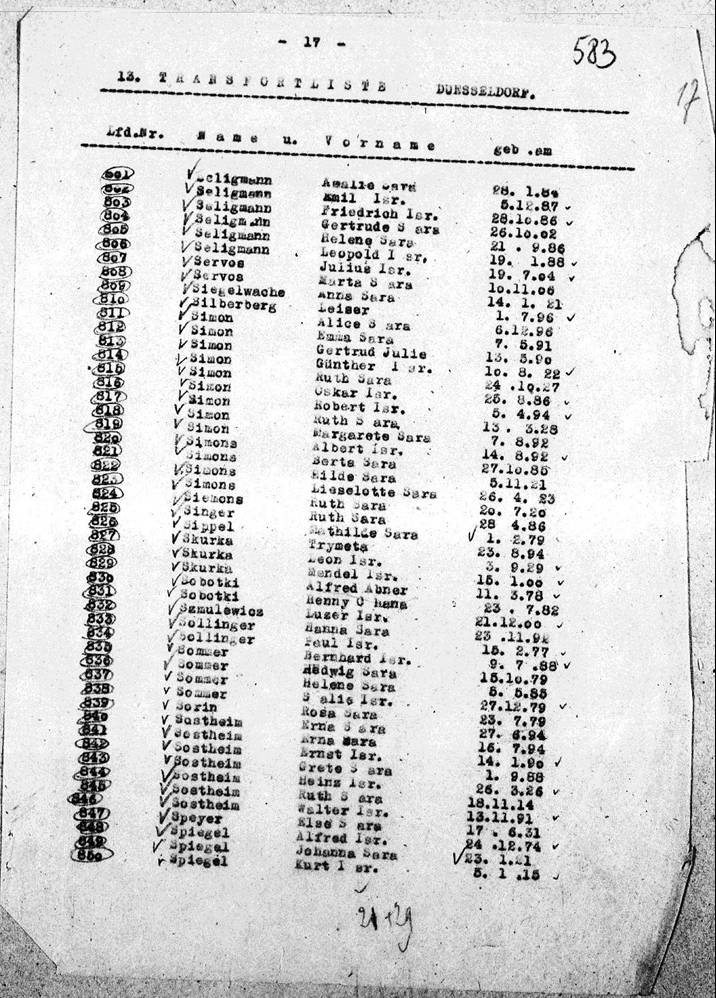 - 17 -
583
17
13. TRANSPORTLISTE DUESSELDORF.
Lfd.Nr. Name u. Vorname geb.am
801 Seligmann Amalie Sara 28. 1.84
802 Seligmann Emil Isr. 5.12.87
803 Seligmann Friedrich Isr. 28.10.86
804 Seligmann Gertrude Sara 26.10.02
805 Seligmann Helene Sara 21 . 9.86
806 Seligmann Leopold Isr. 19. 1.88
807 Servos Julius Isr. 19. 7.04
808 Servos Marta Sara 10.11.06
809 Siegelwache Anna Sara 14. 1. 21
810 Silberberg Leiser 1. 7.96
811 Simon Alice Sara 6.12.96
812 Simon Emma Sara 7. 5.91
813 Simon Gertrud Julie 13. 5.90
814 Simon Günther Isr. 10. 8. 22
815 Simon Ruth Sara 24 .10.27
816 Simon Oskar Isr. 25. 8.86
817 Simon Robert Isr. 5. 4.94
818 Simon Ruth Sara 13 . 3.28
819 Simon Margarete Sara 7. 8.92
820 Simons Albert Isr. 14. 8.92
821 Simons Berta Sara 27.10.85
822 Simons Hilde Sara 5.11.21
823 Simons Lieselotte Sara 26. 4. 23
824 Siemons Ruth Sara 20. 7.20
825 Singer Ruth Sara 28 4.86
826 Sippel Mathilde Sara 1. 2.79
827 Skurka Trymeta 23. 8.94
828 Skurka Leon Isr. 3. 9.29
829 Skurka Mendel Isr. 15. 1.00
830 Sobotki Alfred Abner 11. 3.78
831 Sobotki Henny Chana 23 . 7.82
832 Szmulewicz Luzer Isr. 21.12.00
833 Sollinger Hanna Sara 23 .11.92
834 Sollinger Paul Isr. 15. 2.77
835 Sommer Bernhard Isr. 9. 7 .88
836 Sommer Hedwig Sara 15.10.79
837 Sommer Helene Sara 5. 5.85
838 Sommer Salie Isr. 27.12.79
839 Sorin Rosa Sara 23. 7.79
840 Sostheim Erna Sara 27. 6.94
841 Sostheim Erna Sara 16. 7.94
842 Sostheim Ernst Isr. 14. 1.90
843 Sostheim Grete Sara 1. 9.88
844 Sostheim Heinz Isr. 26. 3.26
845 Sostheim Ruth Sara 18.11.14
846 Sostheim Walter Isr. 13.11.91
847 Speyer Else Sara 17 . 6.31
848 Spiegel Alfred Isr. 24 .12.74
849 Spiegel Johanna Sara 23. 1.21
850 Spiegel Kurt Isr. 5. 1 .15
21+29